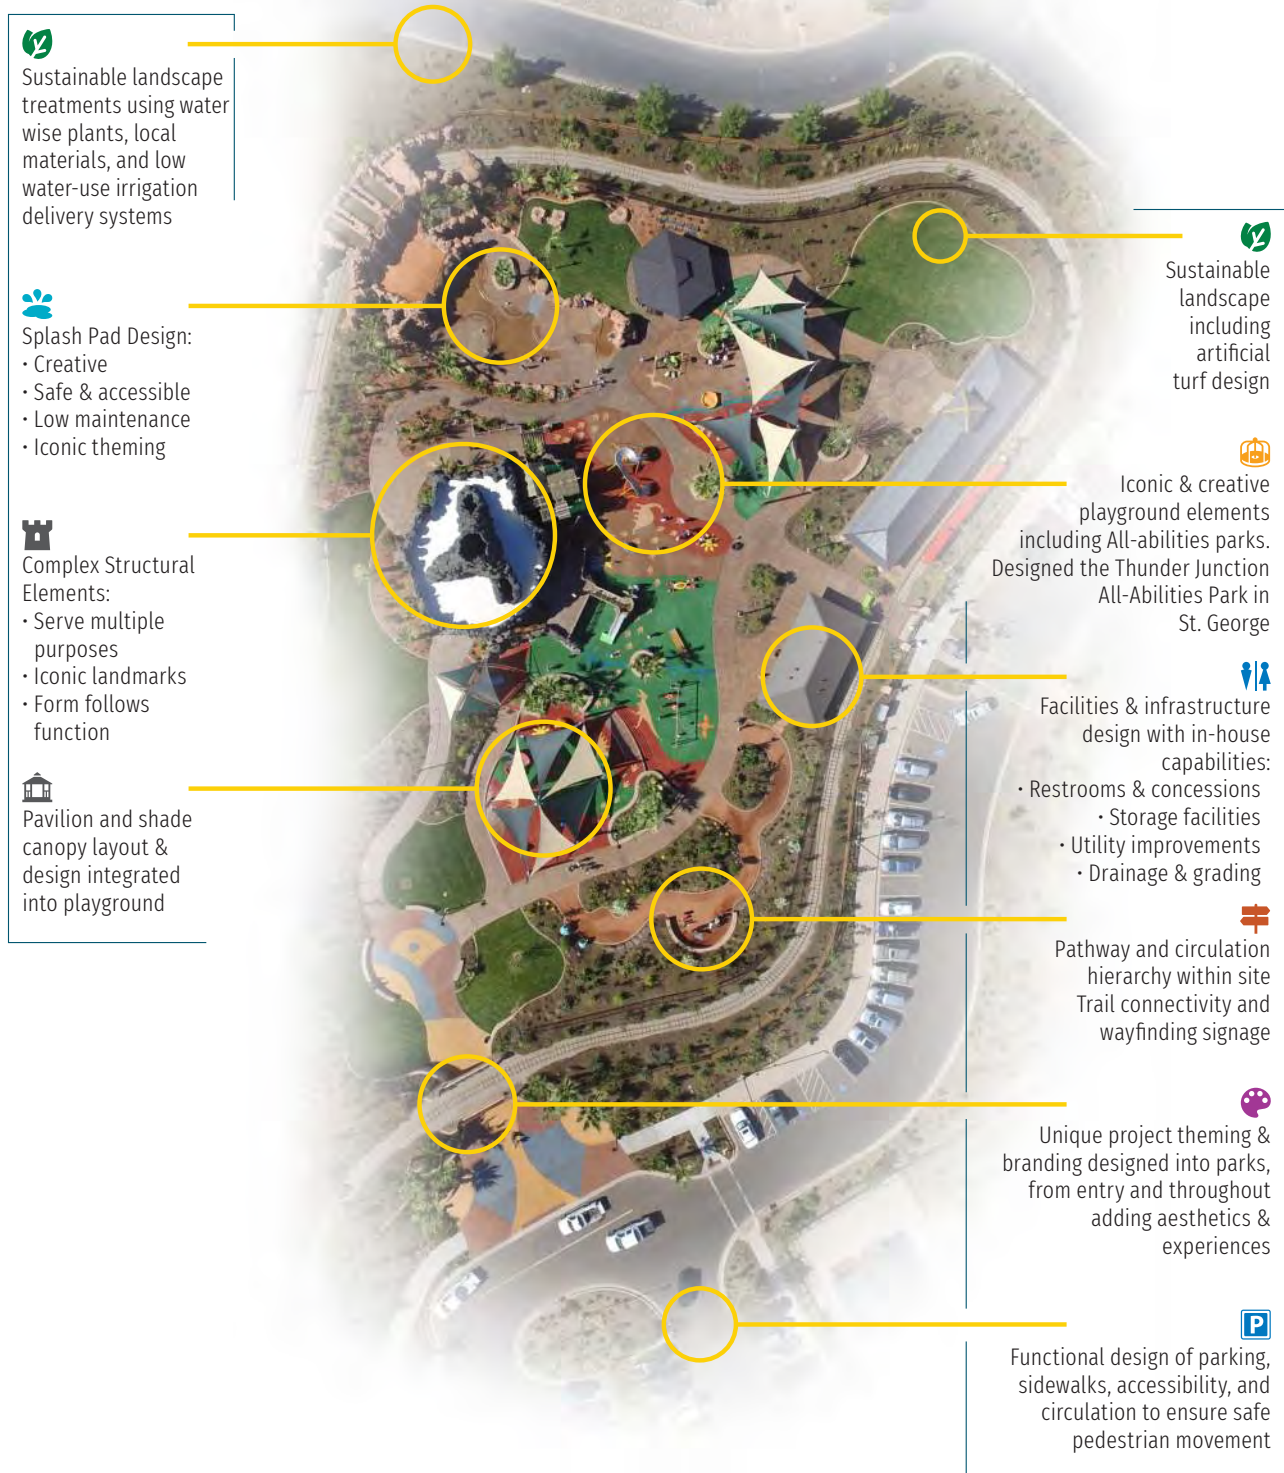 Sustainable landscape
treatments using water
wise plants, local
materials, and low
water-use irrigation
delivery systems
Splash Pad Design:
• Creative
• Safe & accessible
• Low maintenance
• Iconic theming
Complex Structural
Elements:
• Serve multiple
purposes
• Iconic landmarks
• Form follows
function
Pavilion and shade
canopy layout &
design integrated
into playground
Sustainable
landscape
including
artificial
turf design
Iconic & creative
playground elements
including All-abilities parks.
Designed the Thunder Junction
All-Abilities Park in
St. George
Facilities & infrastructure
design with in-house
capabilities:
• Restrooms & concessions
• Storage facilities
• Utility improvements
• Drainage & grading
Pathway and circulation
hierarchy within site
Trail connectivity and
wayfinding signage
Unique project theming &
branding designed into parks,
from entry and throughout
adding aesthetics &
experiences
P
Functional design of parking,
sidewalks, accessibility, and
circulation to ensure safe
pedestrian movement